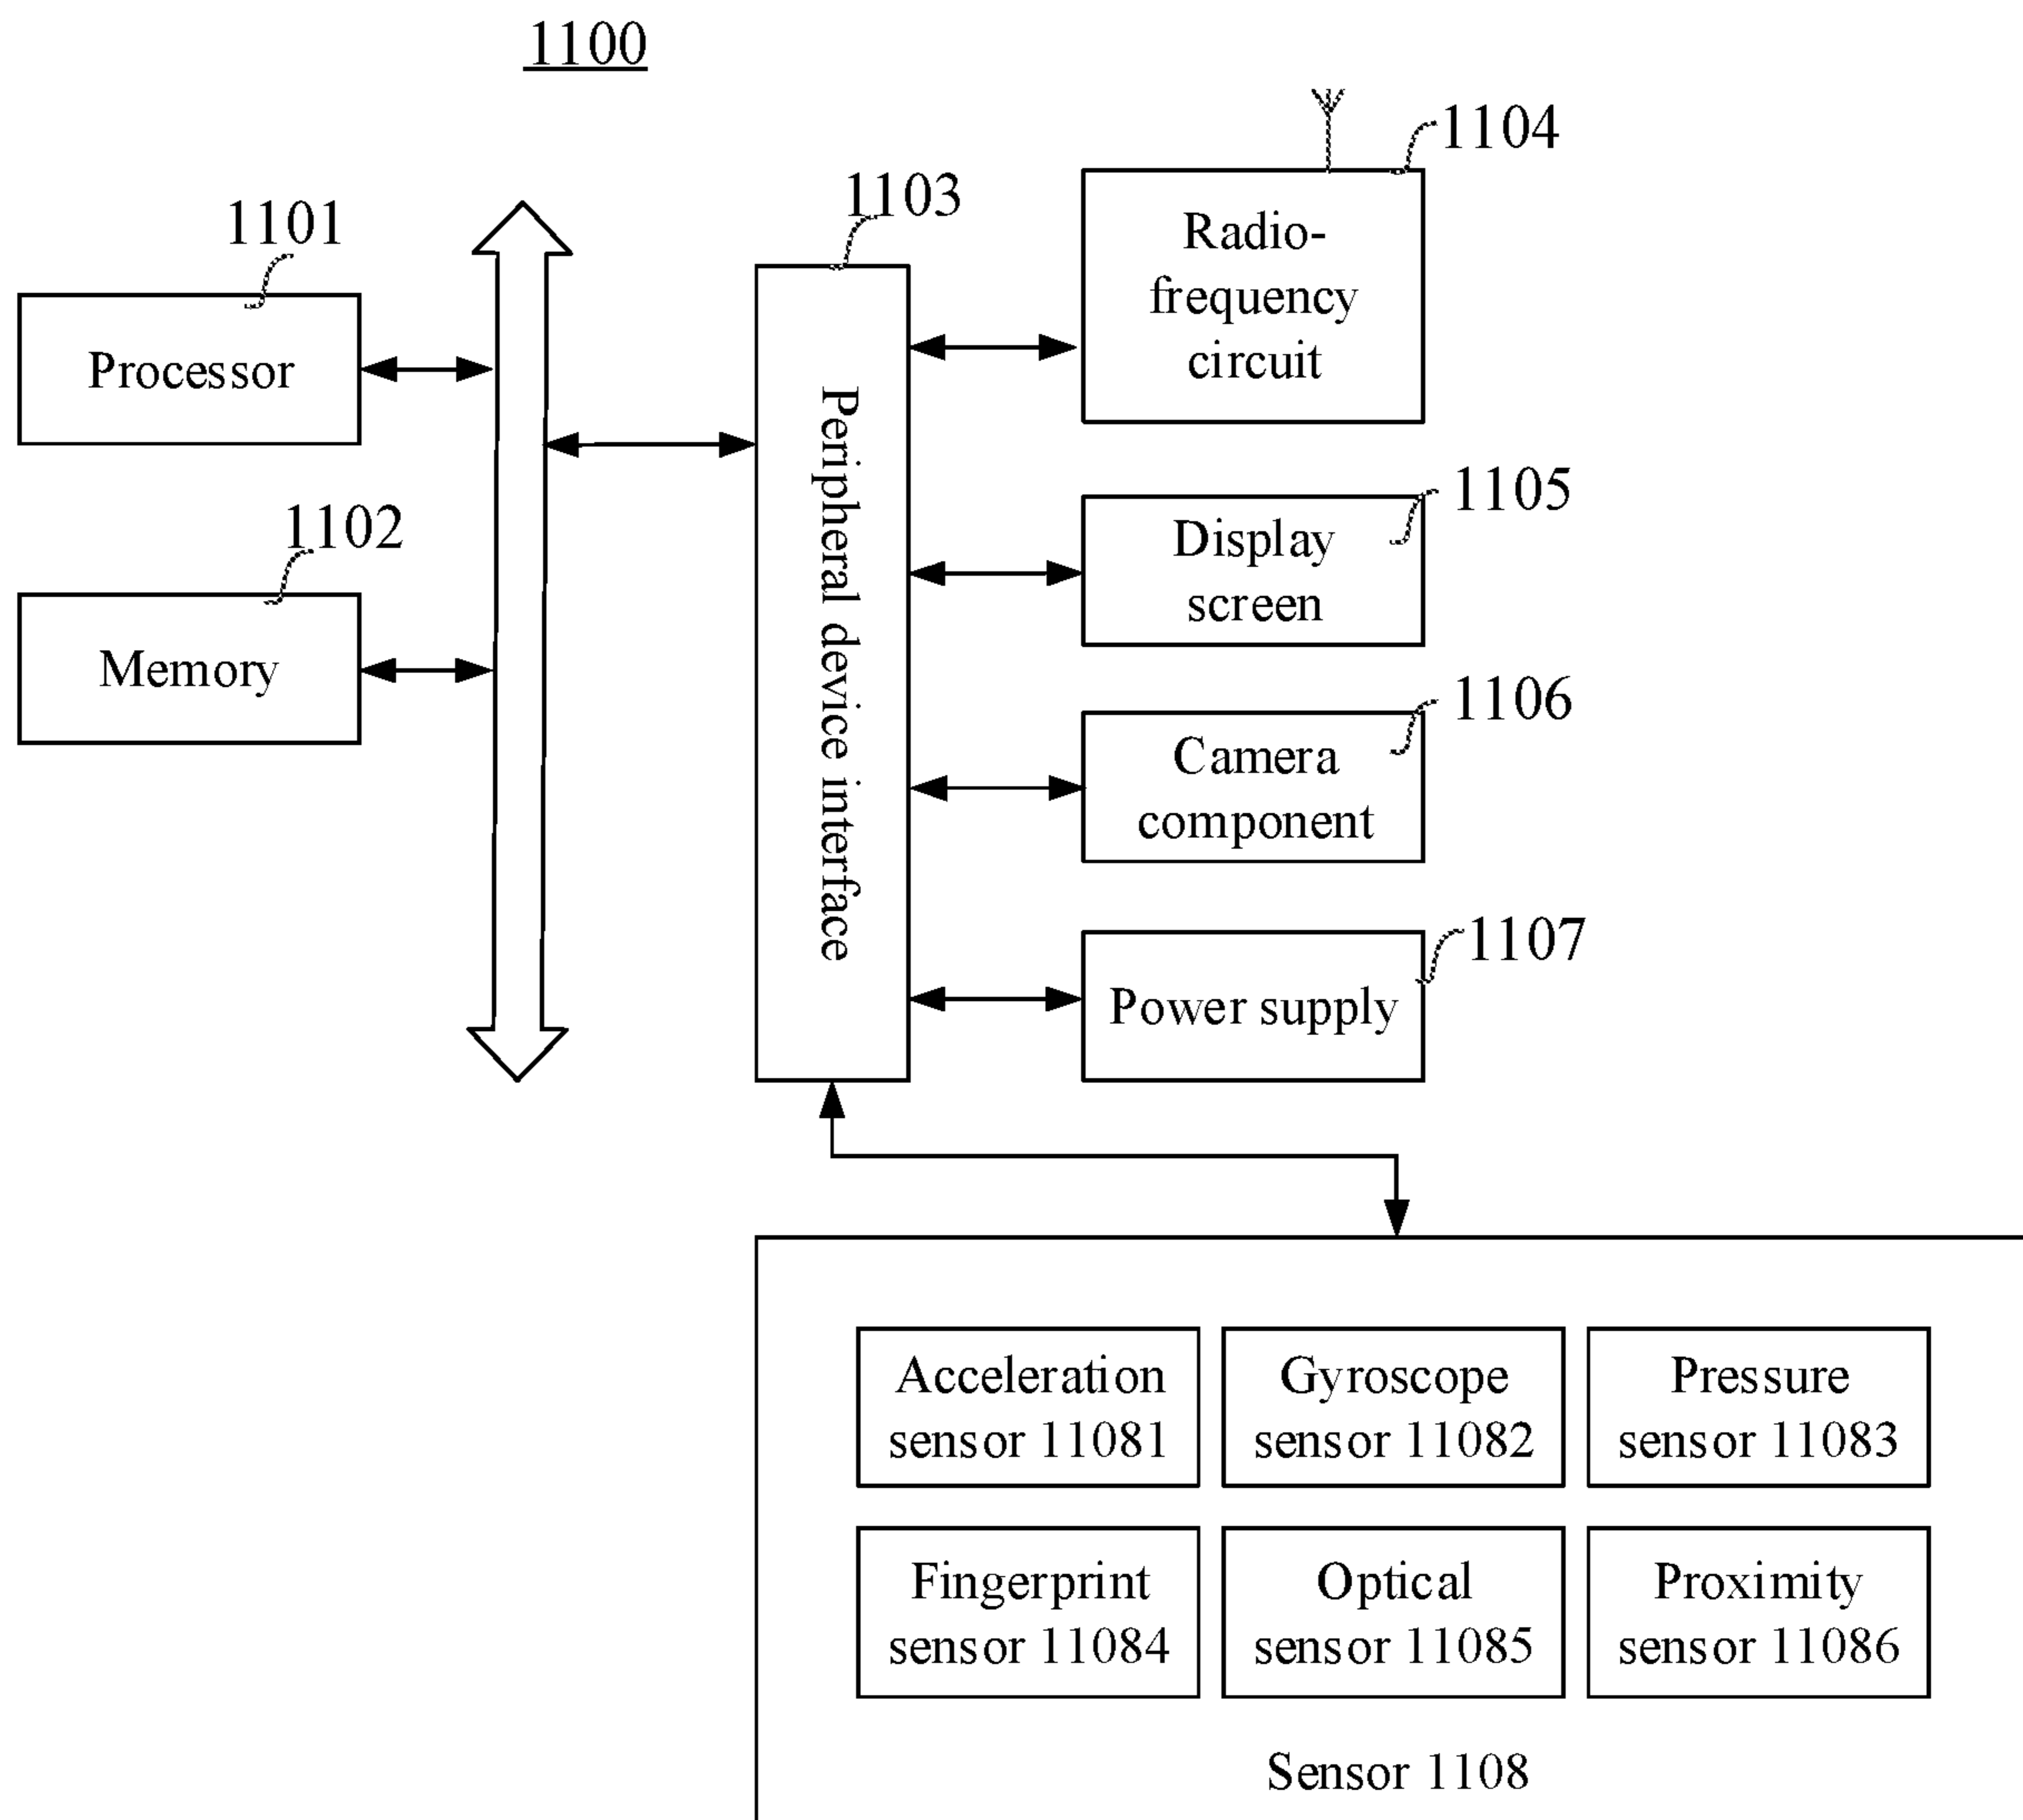 1100
1104
1103
1101
Radio-
frequency
circuit
Processor
Peripheral device interface
1105
Display
screen
1102
Memory
1106
Camera
component
1107
Power supply
Acceleration
sensor 11081
Gyroscope
sensor 11082
Pressure
sensor 11083
Fingerprint
sensor 11084
Optical
sensor 11085
Proximity
sensor 11086
Sensor 1108